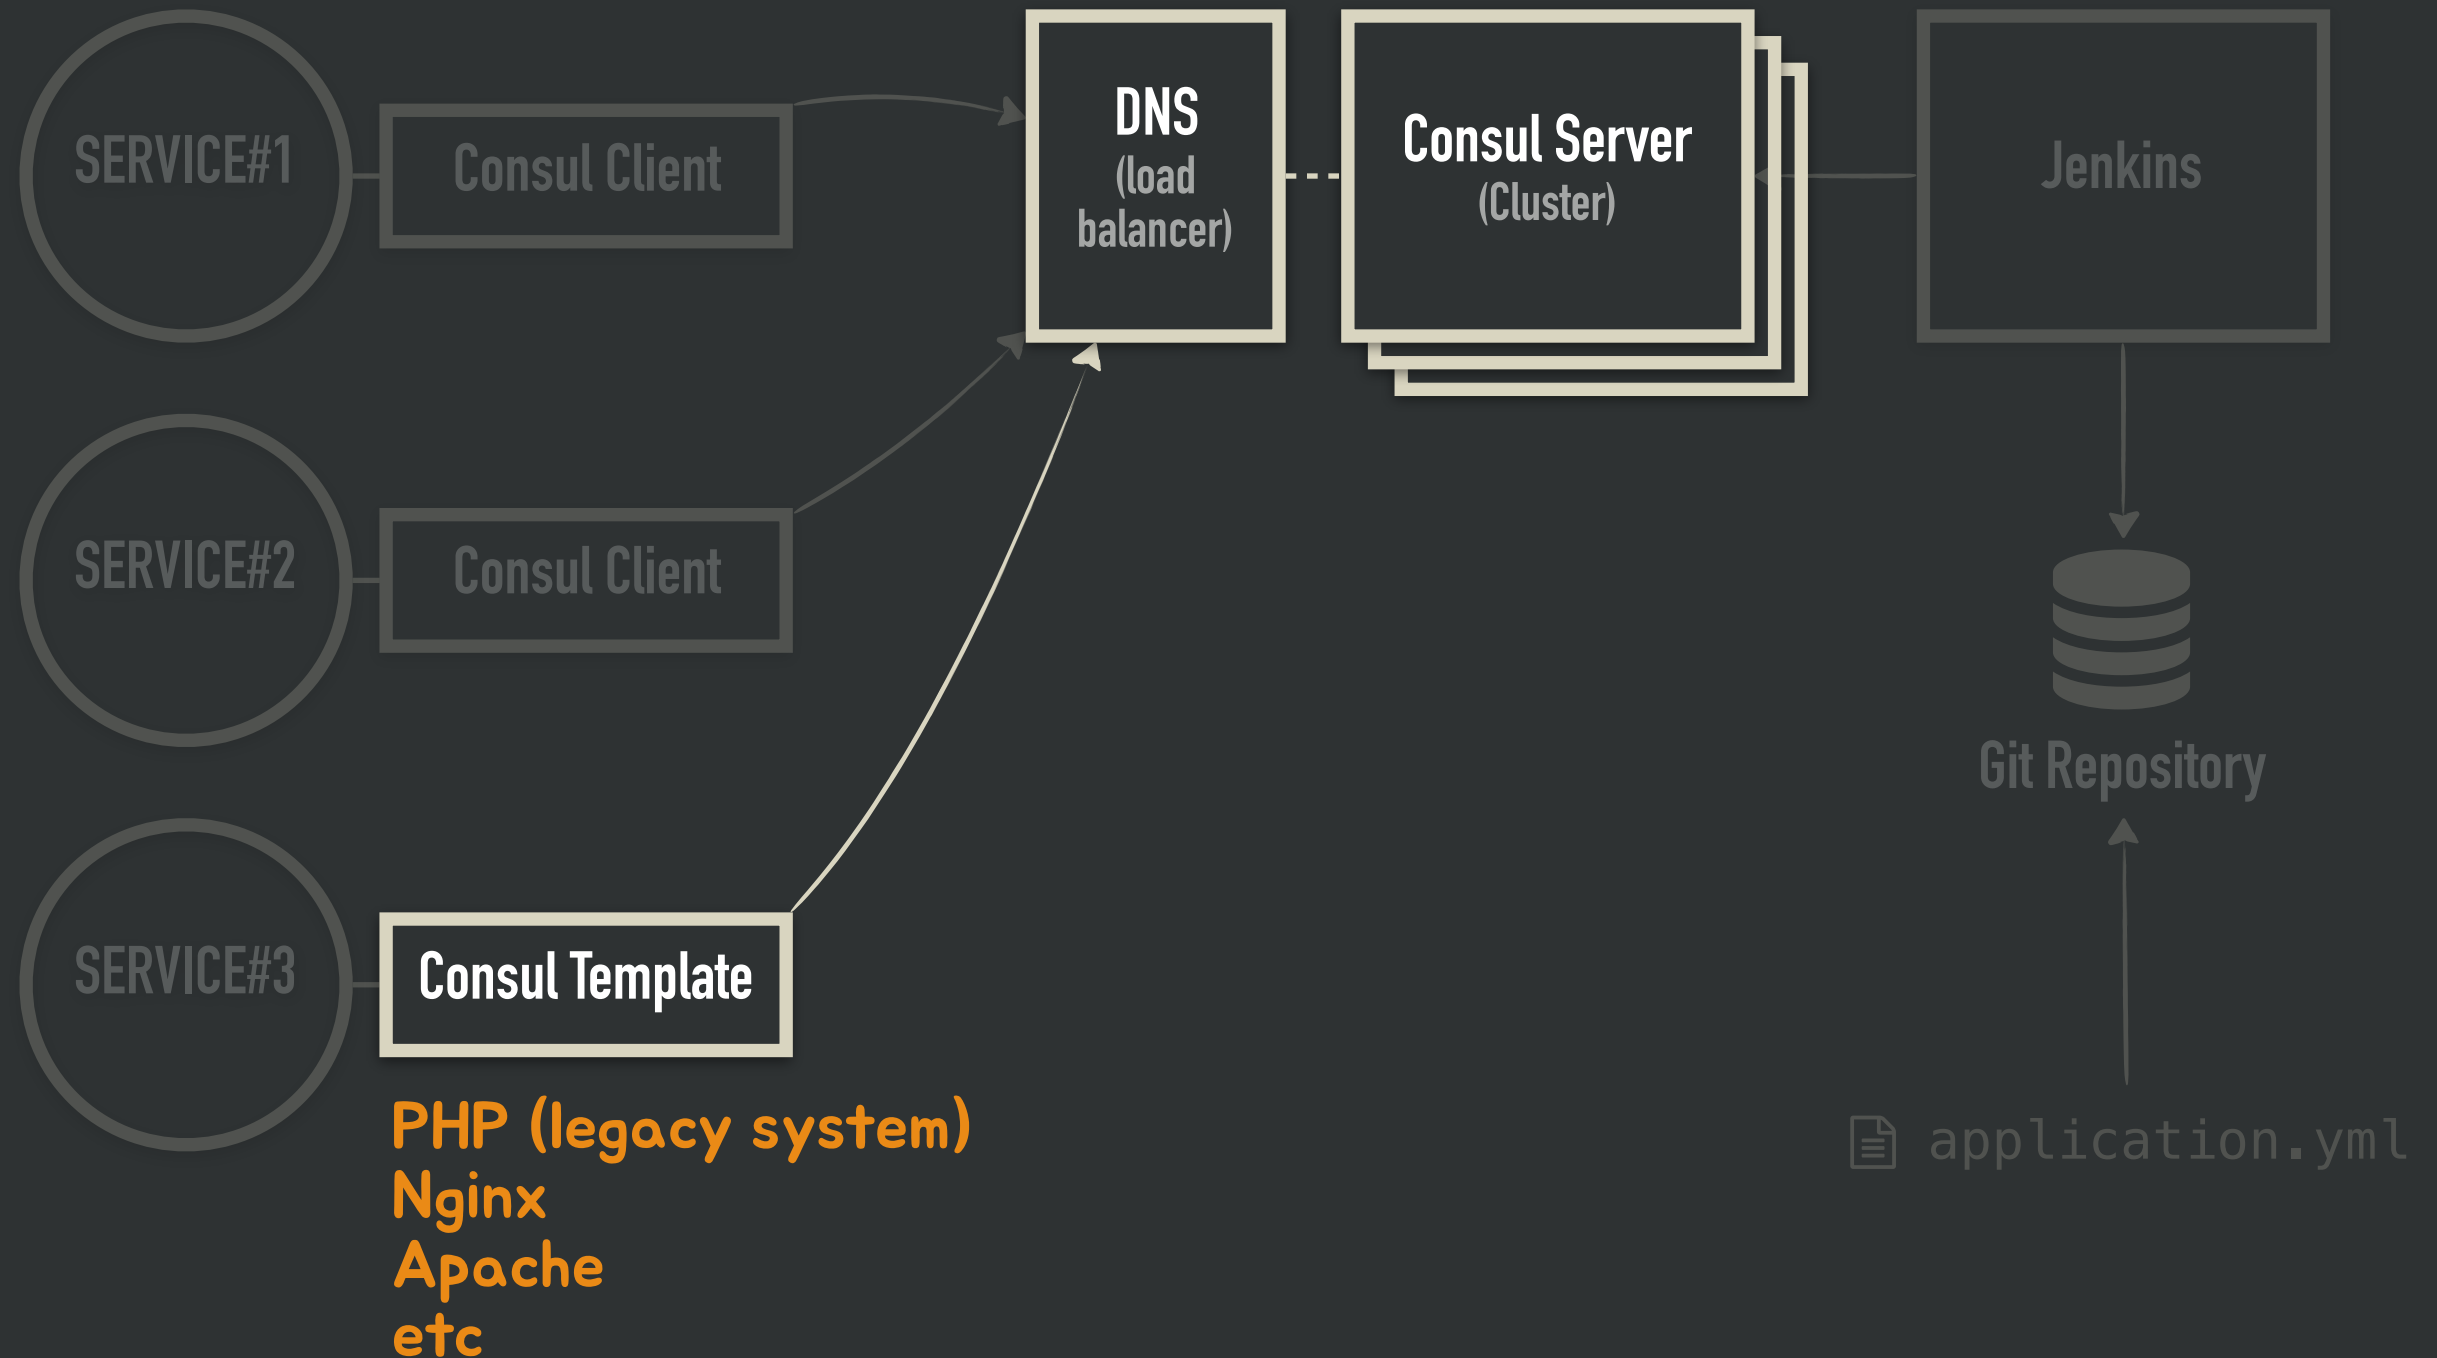 SERVICE#1
Consul Client
DNS
(load
balancer)
Consul Server
(Cluster)
Jenkins
SERVICE#2
Consul Client
Git Repository
SERVICE#3
Consul Template
PHP (legacy system)
Nginx
Apache
etc
application.yml